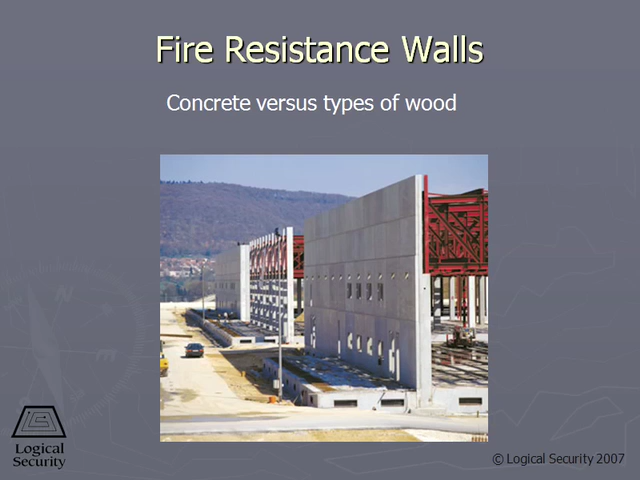 Fire Resistance Walls
Concrete versus types of wood
Logical
Security
© Logical Security 2007